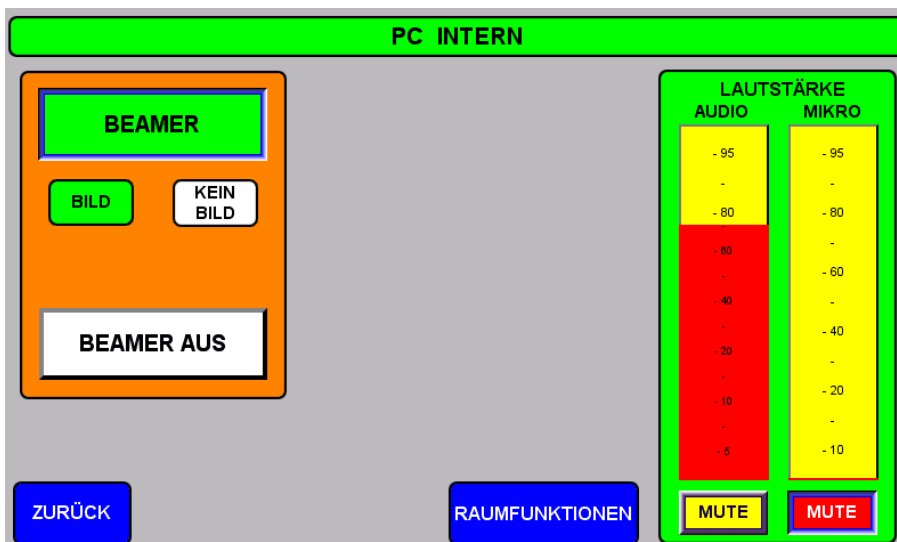 PC INTERN
BEAMER
BILD
KEIN
BILD
BEAMER AUS
ZURÜCK
RAUMFUNKTIONEN
LAUTSTÄRKE
AUDIO MIKRO
- 95
-
- 80
-
- 60
-
- 40
-
- 20
-
- 10
-
- 5
- 95
-
- 80
-
- 60
-
- 40
-
- 20
-
- 10
MUTE MUTE